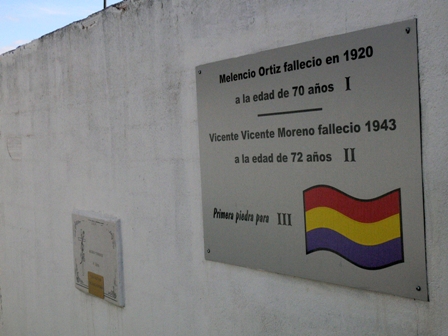 Melencio Ortiz fallecio en 1920
a la edad de 70 años I
Vicente Vicente Moreno fallecio 1943
a la edad de 72 años II
Primera piedra para III